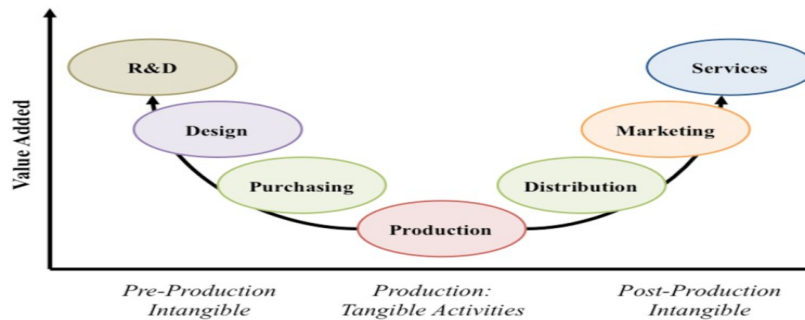 R&D
Services
Design
Marketing
Purchasing
Distribution
Production
Value Added
Pre-Production
Intangible
Production:
Tangible Activities
Post-Production
Intangible